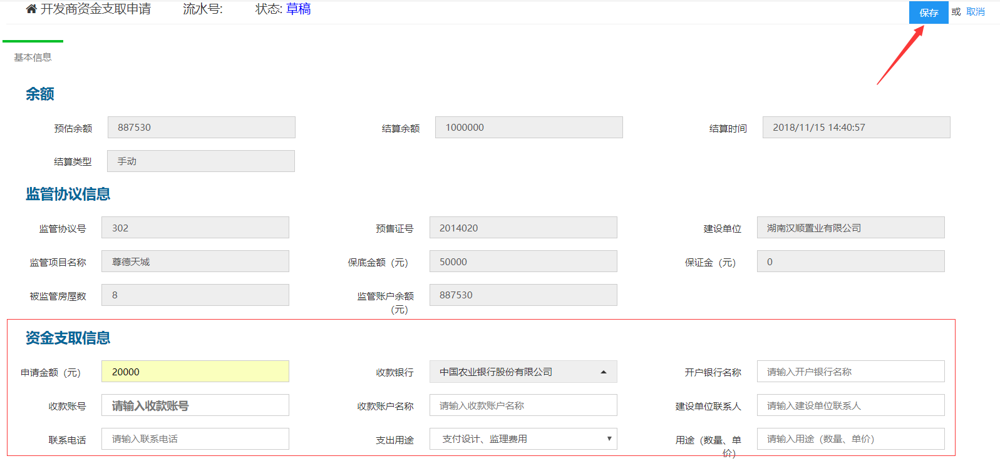 开发商资金支取申请 流水号: 状态: 草稿 保存 或 取消
基本信息
余额
预估余额 887530 结算余额 1000000 结算时间 2018/11/15 14:40:57
结算类型 手动
监管协议信息
监管协议号 302 预售证号 2014020 建设单位 湖南汉顺置业有限公司
监管项目名称 尊德天城 保底金额（元） 50000 保证金（元） 0
被监管房屋数 8 监管账户余额 887530
（元）
资金支取信息
申请金额（元） 20000 收款银行 中国农业银行股份有限公司 开户银行名称 请输入开户银行名称
收款账号 请输入收款账号 收款账户名称 请输入收款账户名称 建设单位联系人 请输入建设单位联系人
联系电话 请输入联系电话 支出用途 支付设计、监理费用 用途（数量、单 请输入用途（数量、单价）
价）